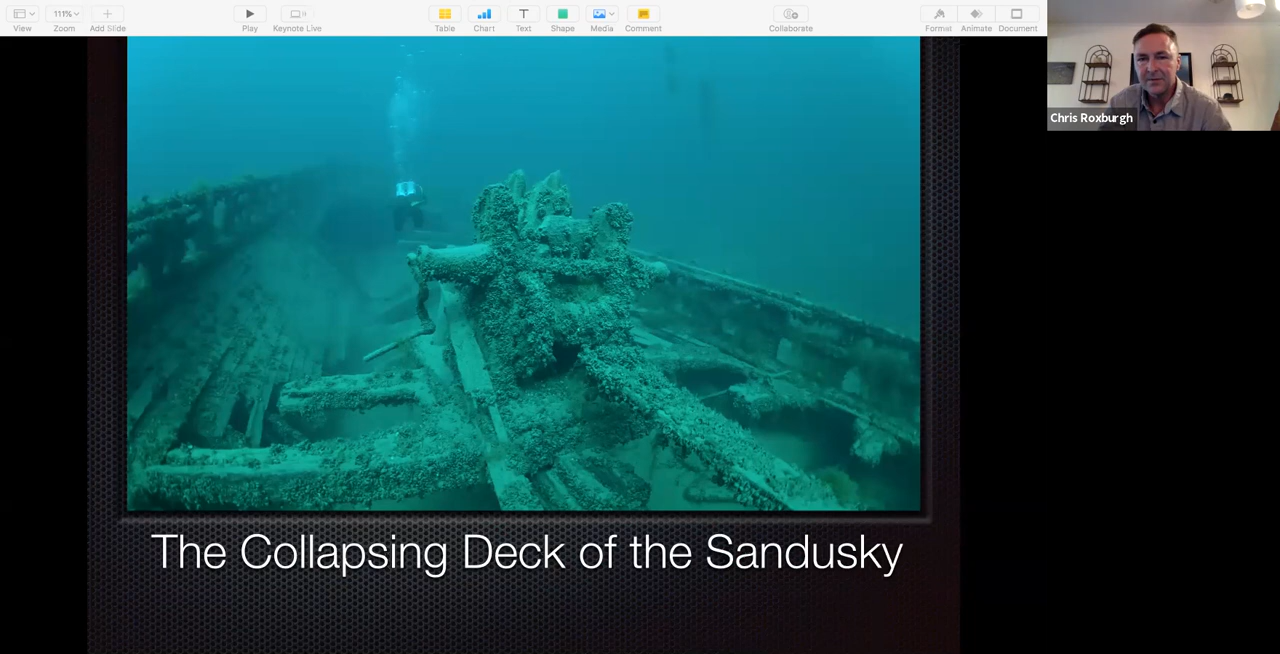 View
111%
Zoom
Add Slide
Play
Keynote Live
Table
Chart
T
Text
Shape
Media
Comment
Collaborate
Format
Animate
Document
Chris Roxburgh
The Collapsing Deck of the Sandusky